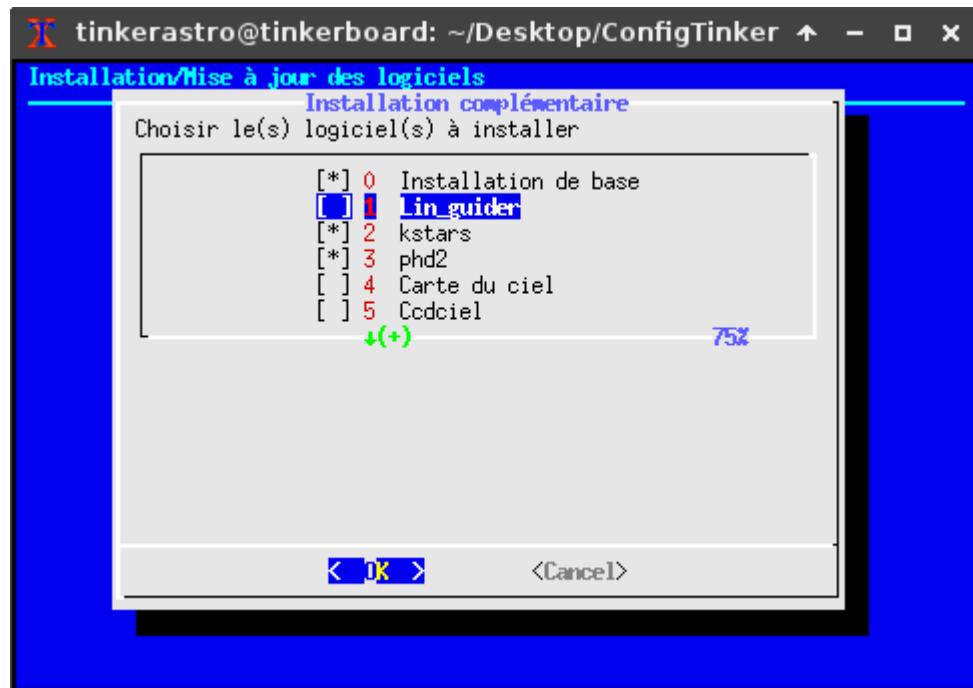 tinkerastro@tinkerboard: ~/Desktop/ConfigTinker
Installation/Mise à jour des logiciels
Installation complémentaire
Choisir le(s) logiciel(s) à installer
[*] 0 Installation de base
[ ] 1 Lin_guider
[*] 2 kstars
[*] 3 phd2
[ ] 4 Carte du ciel
[ ] 5 Ccdciel
↓(+) 75%
< OK > <Cancel>